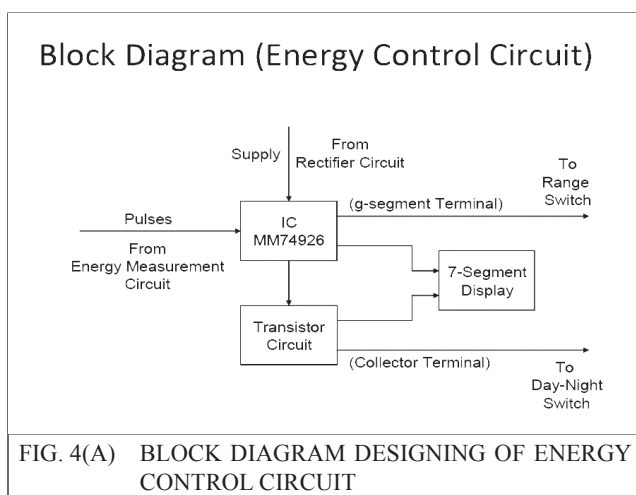 Block Diagram (Energy Control Circuit)
Supply
From
Rectifier Circuit
To
Range
Switch
(g-segment Terminal)
Pulses
IC
MM74926
From
Energy Measurement
Circuit
7-Segment
Display
Transistor
Circuit
(Collector Terminal)
To
Day-Night
Switch
FIG. 4(A) BLOCK DIAGRAM DESIGNING OF ENERGY
CONTROL CIRCUIT